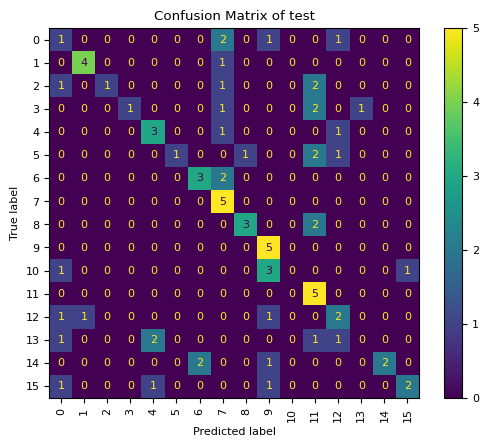 Confusion Matrix of test
True label
0 1 0 0 0 0 0 0 2 0 1 0 0 1 0 0 0
1 0 4 0 0 0 0 0 1 0 0 0 0 0 0 0 0
2 1 0 1 0 0 0 0 1 0 0 0 2 0 0 0 0
3 0 0 0 1 0 0 0 1 0 0 0 2 0 1 0 0
4 0 0 0 0 3 0 0 1 0 0 0 0 1 0 0 0
5 0 0 0 0 0 1 0 0 1 0 0 2 1 0 0 0
6 0 0 0 0 0 0 3 2 0 0 0 0 0 0 0 0
7 0 0 0 0 0 0 0 5 0 0 0 0 0 0 0 0
8 0 0 0 0 0 0 0 0 3 0 0 2 0 0 0 0
9 0 0 0 0 0 0 0 0 0 5 0 0 0 0 0 0
10 1 0 0 0 0 0 0 0 0 3 0 0 0 0 0 1
11 0 0 0 0 0 0 0 0 0 0 0 5 0 0 0 0
12 1 1 0 0 0 0 0 0 0 1 0 0 2 0 0 0
13 1 0 0 0 2 0 0 0 0 0 0 1 1 0 0 0
14 0 0 0 0 0 0 2 0 0 1 0 0 0 0 2 0
15 1 0 0 0 1 0 0 0 0 1 0 0 0 0 0 2
0 1 2 3 4 5 6 7 8 9 10 11 12 13 14 15
Predicted label
5
4
3
2
1
0